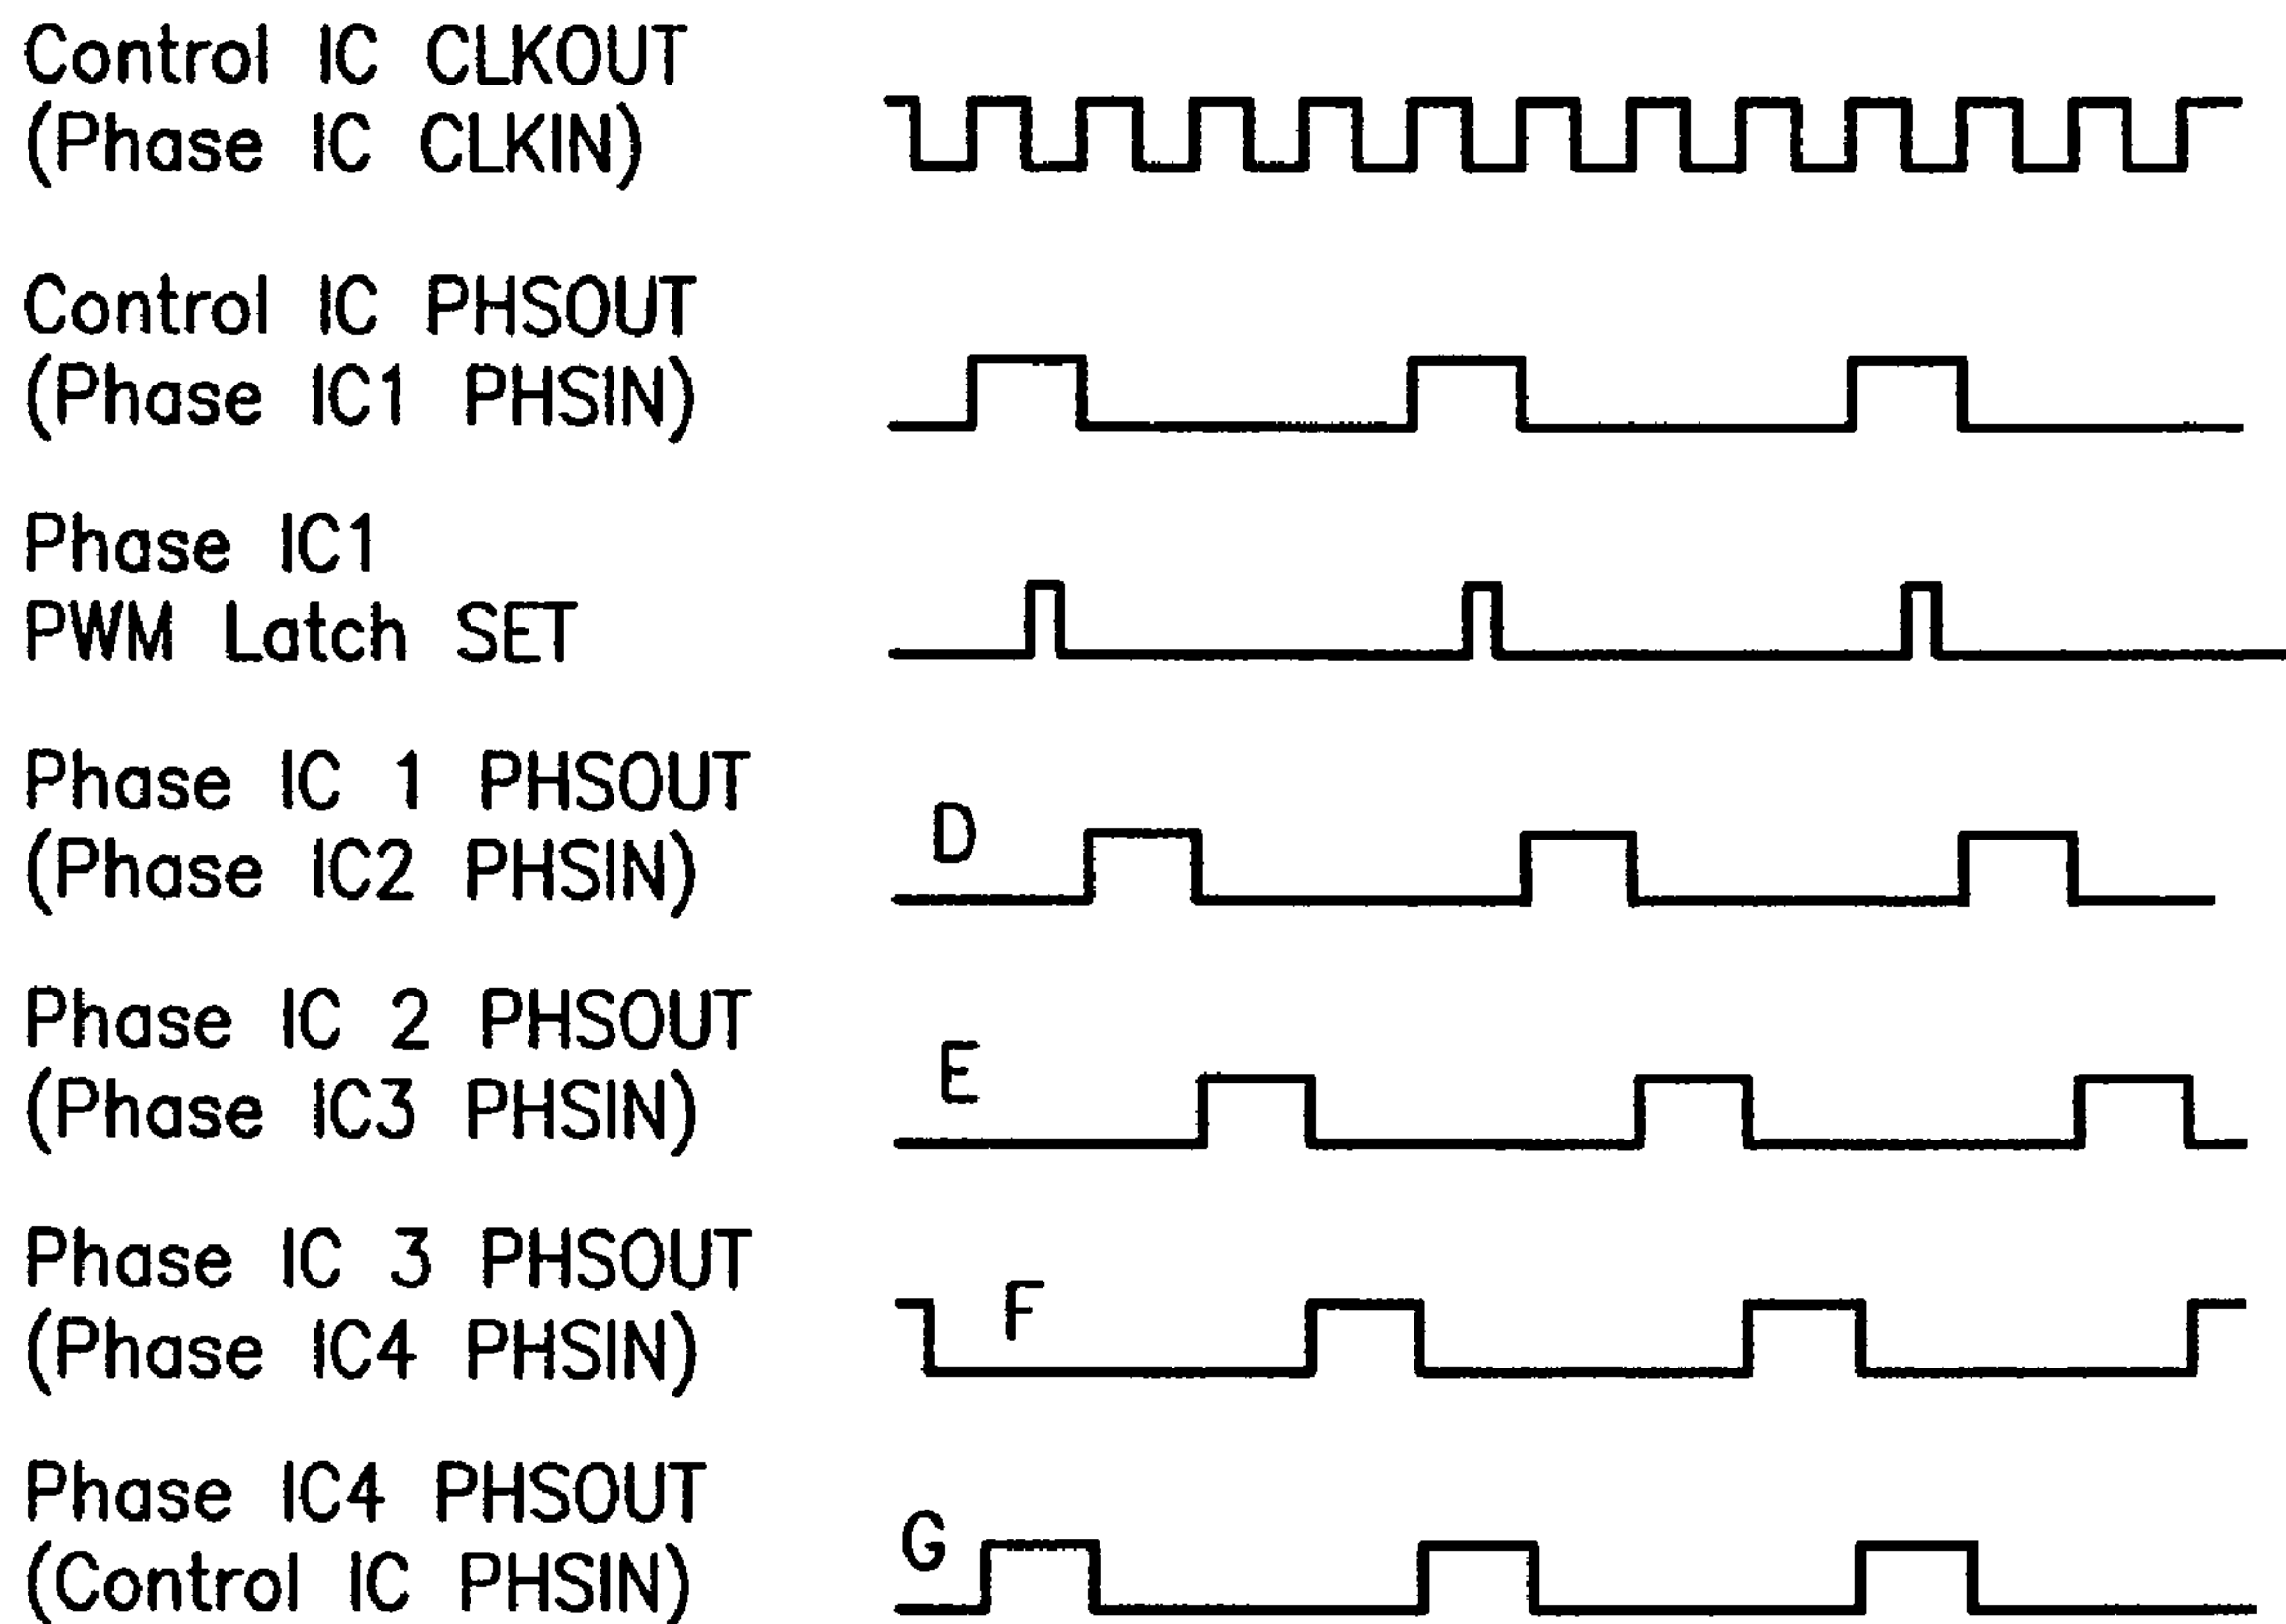 Control IC CLKOUT
(Phase IC CLKIN)
Control IC PHSOUT
(Phase IC1 PHSIN)
Phase IC1
PWM Latch SET
Phase IC 1 PHSOUT
(Phase IC2 PHSIN)
D
Phase IC 2 PHSOUT
(Phase IC3 PHSIN)
E
Phase IC 3 PHSOUT
(Phase IC4 PHSIN)
F
Phase IC4 PHSOUT
(Control IC PHSIN)
G